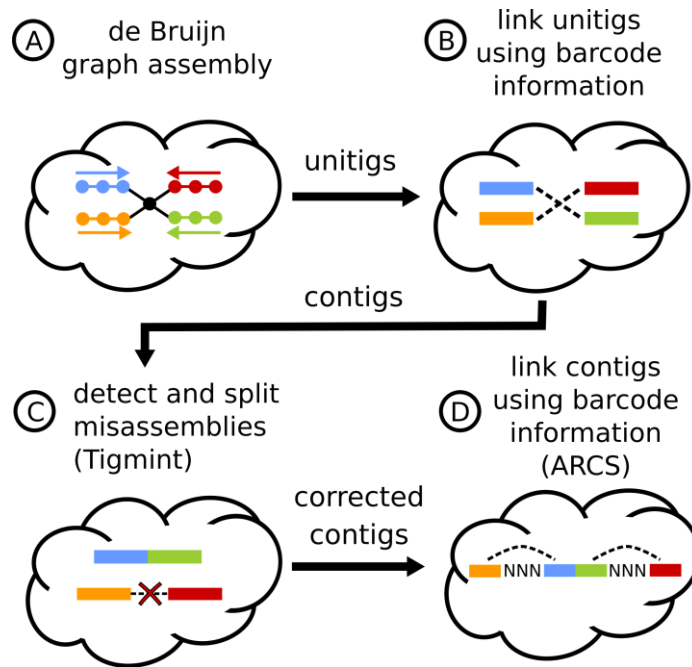 A
de Bruijn
graph assembly
B
link unitigs
using barcode
information
unitigs
contigs
C
detect and split
misassemblies
(Tigmint)
D
link contigs
using barcode
information
(ARCS)
corrected
contigs
NNN
NNN